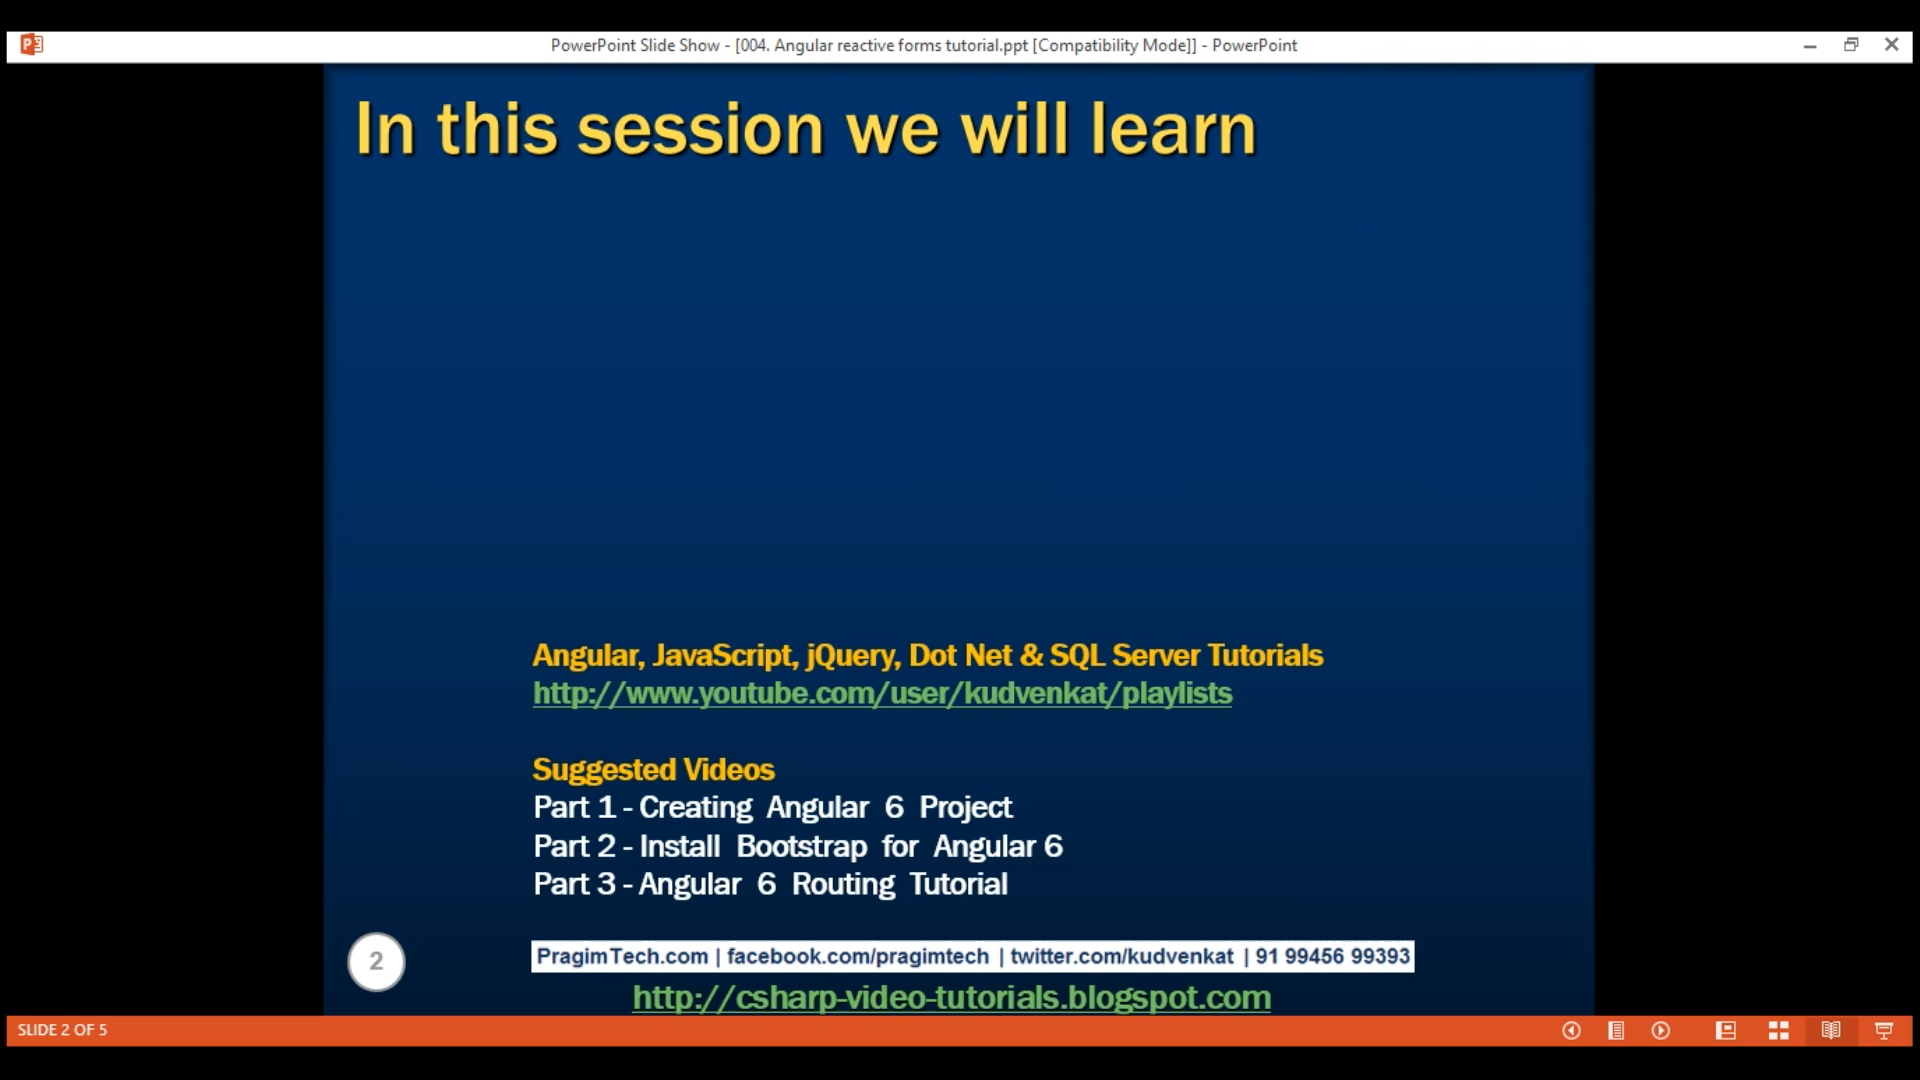 PowerPoint Slide Show - [004. Angular reactive forms tutorial.ppt [Compatibility Mode]] - PowerPoint
In this session we will learn
Angular, JavaScript, jQuery, Dot Net & SQL Server Tutorials
http://www.youtube.com/user/kudvenkat/playlists
Suggested Videos
Part 1 - Creating Angular 6 Project
Part 2 - Install Bootstrap for Angular 6
Part 3 - Angular 6 Routing Tutorial
2
PragimTech.com | facebook.com/pragimtech | twitter.com/kudvenkat | 91 99456 99393
http://csharp-video-tutorials.blogspot.com
SLIDE 2 OF 5